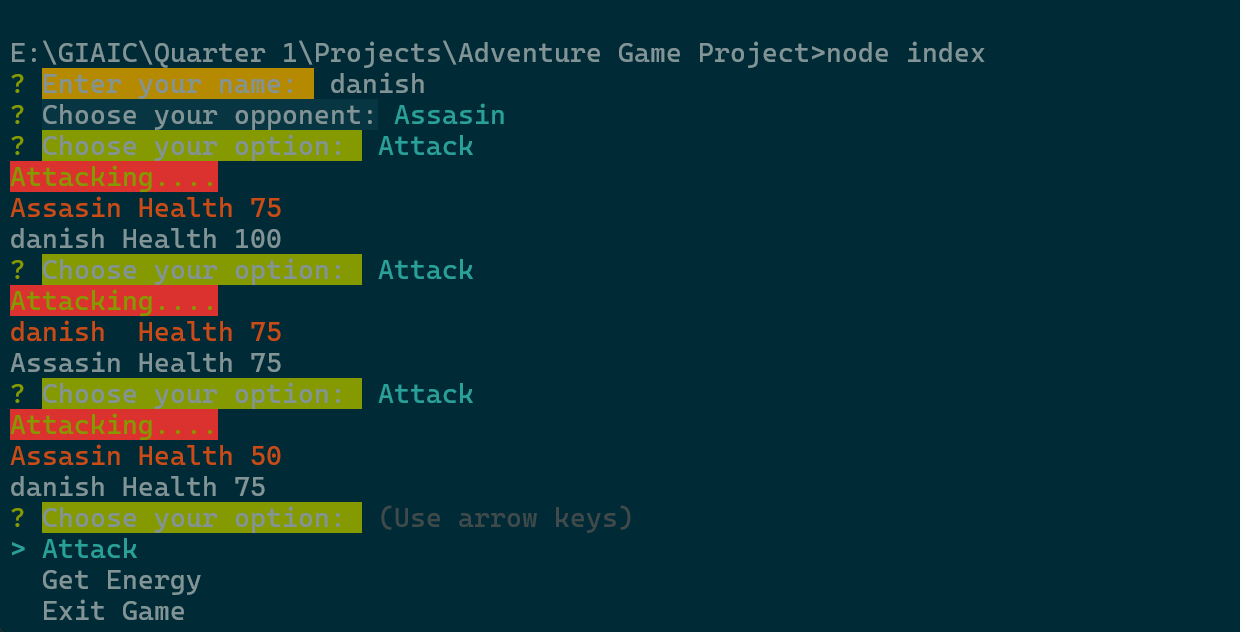 E:\GIAIC\Quarter 1\Projects\Adventure Game Project>node index
? Enter your name:  danish
? Choose your opponent: Assasin
? Choose your option:  Attack
Attacking....
Assasin Health 75
danish Health 100
? Choose your option:  Attack
Attacking....
danish  Health 75
Assasin Health 75
? Choose your option:  Attack
Attacking....
Assasin Health 50
danish Health 75
? Choose your option:  (Use arrow keys)
> Attack
  Get Energy
  Exit Game